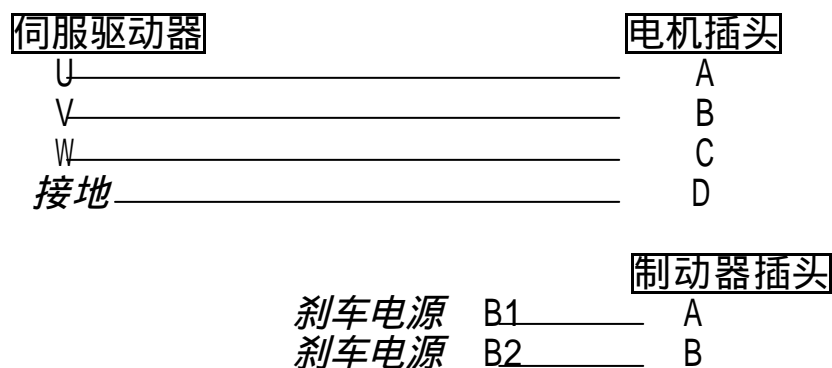 伺服驱动器 电机插头
U A
V B
W C
接地 D
制动器插头
刹车电源 B1 A
刹车电源 B2 B